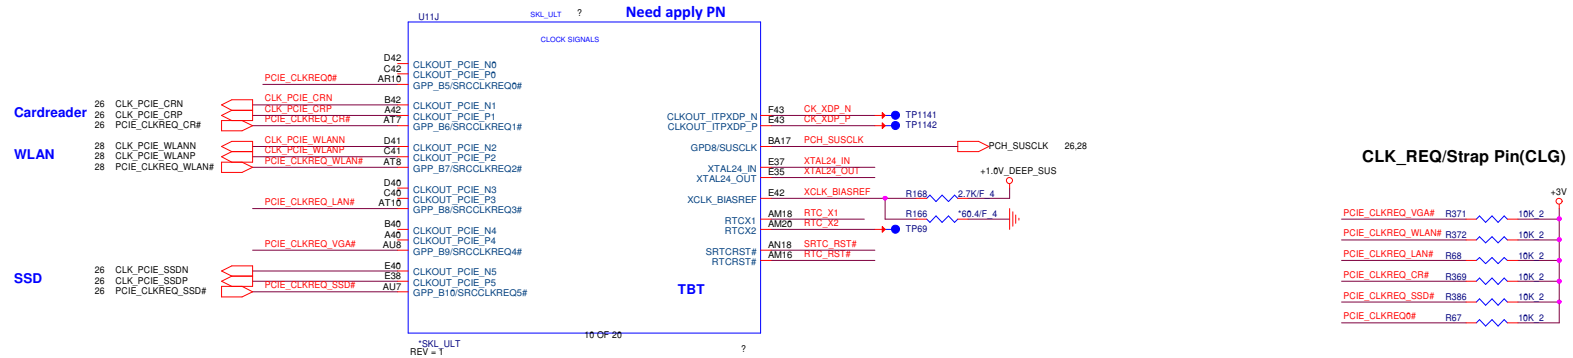 U11J
SKL_ULT
?
Need apply PN
CLOCK SIGNALS
D42
CLKOUT_PCIE_N0
C42
CLKOUT_PCIE_P0
PCIE_CLKREQ0#
AR10
GPP_B5/SRCCLKREQ0#
Cardreader
26 CLK_PCIE_CRN
CLK_PCIE_CRN
B42
CLKOUT_PCIE_N1
26 CLK_PCIE_CRP
CLK_PCIE_CRP
A42
CLKOUT_PCIE_P1
26 PCIE_CLKREQ_CR#
PCIE_CLKREQ_CR#
AT7
GPP_B6/SRCCLKREQ1#
WLAN
28 CLK_PCIE_WLANN
CLK_PCIE_WLANN
D41
CLKOUT_PCIE_N2
28 CLK_PCIE_WLANP
CLK_PCIE_WLANP
C41
CLKOUT_PCIE_P2
28 PCIE_CLKREQ_WLAN#
PCIE_CLKREQ_WLAN#
AT8
GPP_B7/SRCCLKREQ2#
D40
CLKOUT_PCIE_N3
C40
CLKOUT_PCIE_P3
PCIE_CLKREQ_LAN#
AT10
GPP_B8/SRCCLKREQ3#
B40
CLKOUT_PCIE_N4
A40
CLKOUT_PCIE_P4
PCIE_CLKREQ_VGA#
AU8
GPP_B9/SRCCLKREQ4#
SSD
26 CLK_PCIE_SSDN
E40
CLKOUT_PCIE_N5
26 CLK_PCIE_SSDP
E38
CLKOUT_PCIE_P5
26 PCIE_CLKREQ_SSD#
PCIE_CLKREQ_SSD#
AU7
GPP_B10/SRCCLKREQ5#
CLKOUT_ITPXDP_N
F43
CK_XDP_N
TP1141
CLKOUT_ITPXDP_P
E43
CK_XDP_P
TP1142
GPD8/SUSCLK
BA17
PCH_SUSCLK
PCH_SUSCLK 26,28
XTAL24_IN
E37
XTAL24_IN
XTAL24_OUT
E35
XTAL24_OUT
+1.0V_DEEP_SUS
XCLK_BIASREF
E42
XCLK_BIASREF
R168
2.7K/F_4
R166
*60.4/F_4
RTCX1
AM18
RTC_X1
RTCX2
AM20
RTC_X2
TP69
SRTCRST#
AN18
SRTC_RST#
RTCRST#
AM16
RTC_RST#
TBT
10 OF 20
*SKL_ULT
REV = 1
?
CLK_REQ/Strap Pin(CLG)
+3V
PCIE_CLKREQ_VGA# R371 10K_2
PCIE_CLKREQ_WLAN# R372 10K_2
PCIE_CLKREQ_LAN# R68 10K_2
PCIE_CLKREQ_CR# R369 10K_2
PCIE_CLKREQ_SSD# R386 10K_2
PCIE_CLKREQ0# R67 10K_2